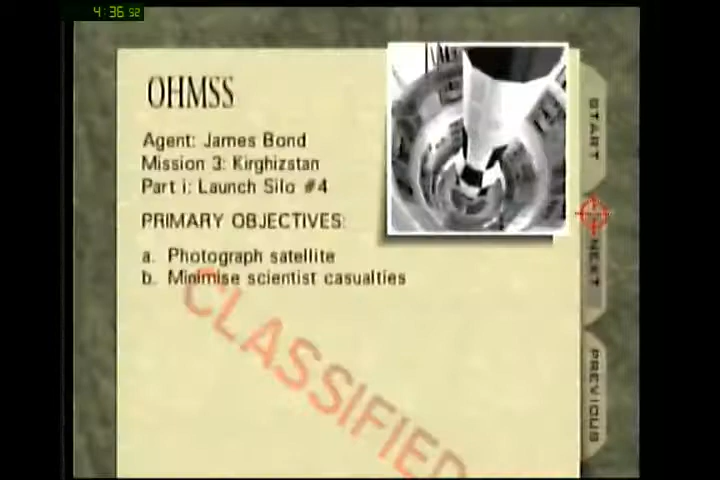 4:36 52
OHMSS
Agent: James Bond
Mission 3: Kirghizstan
Part i: Launch Silo #4
PRIMARY OBJECTIVES:
a. Photograph satellite
b. Minimise scientist casualties
CLASSIFIED
START
NEXT
PREVIOUS